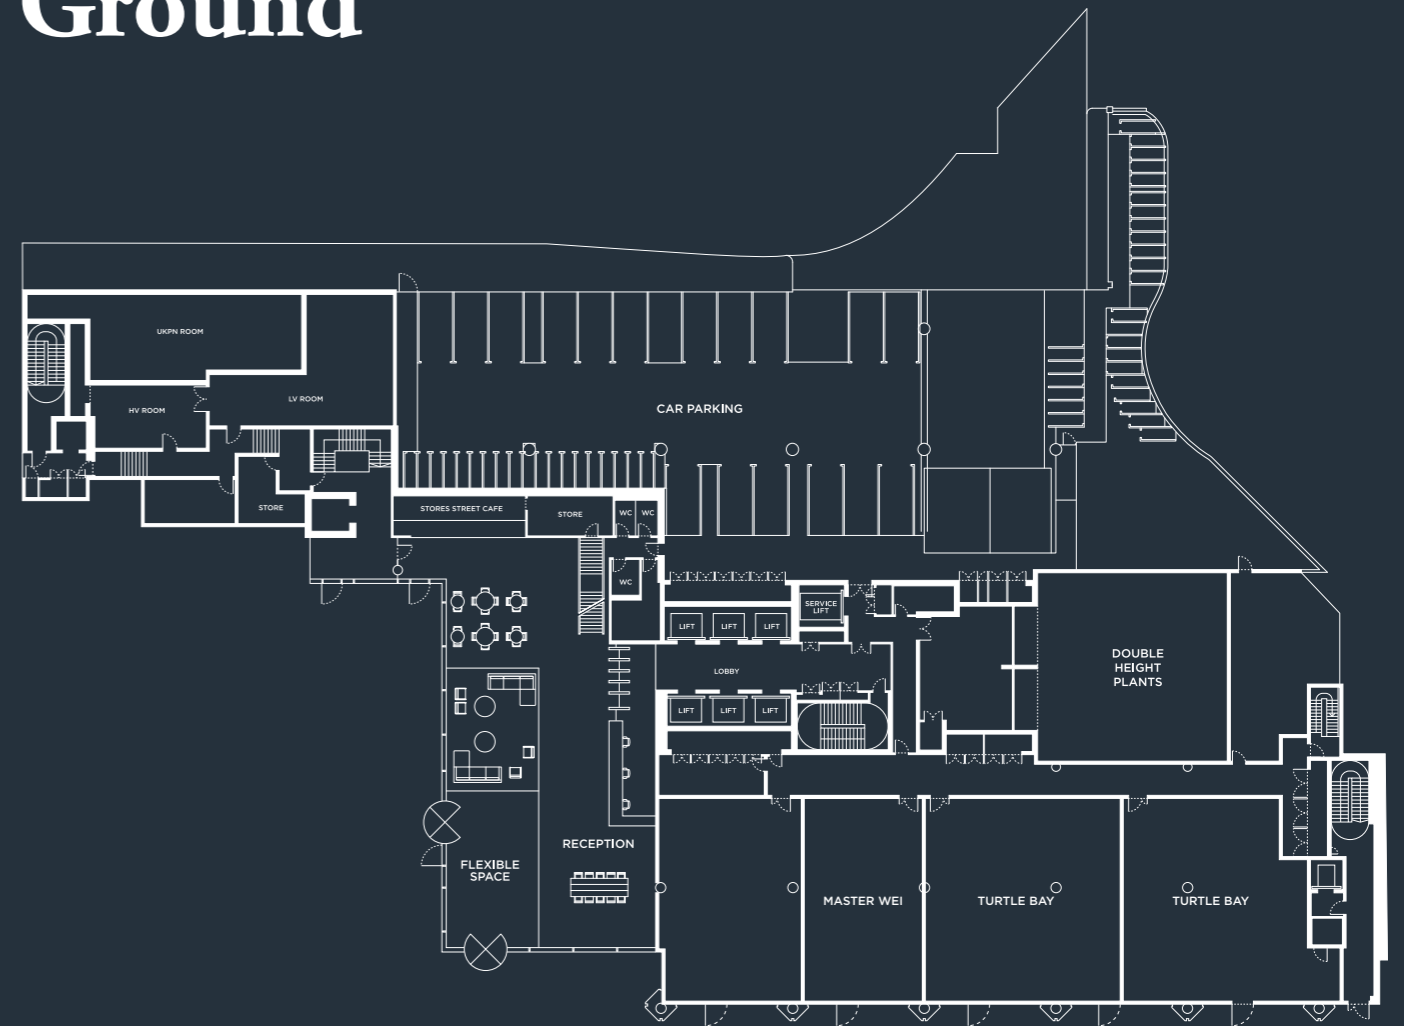 Ground
UKPN ROOM
LV ROOM
HV ROOM
CAR PARKING
STORE
STORES STREET CAFE
STORE
WC
WC
WC
SERVICE
LIFT
LIFT
LIFT
LIFT
LOBBY
LIFT
LIFT
LIFT
DOUBLE
HEIGHT
PLANTS
RECEPTION
FLEXIBLE
SPACE
MASTER WEI
TURTLE BAY
TURTLE BAY